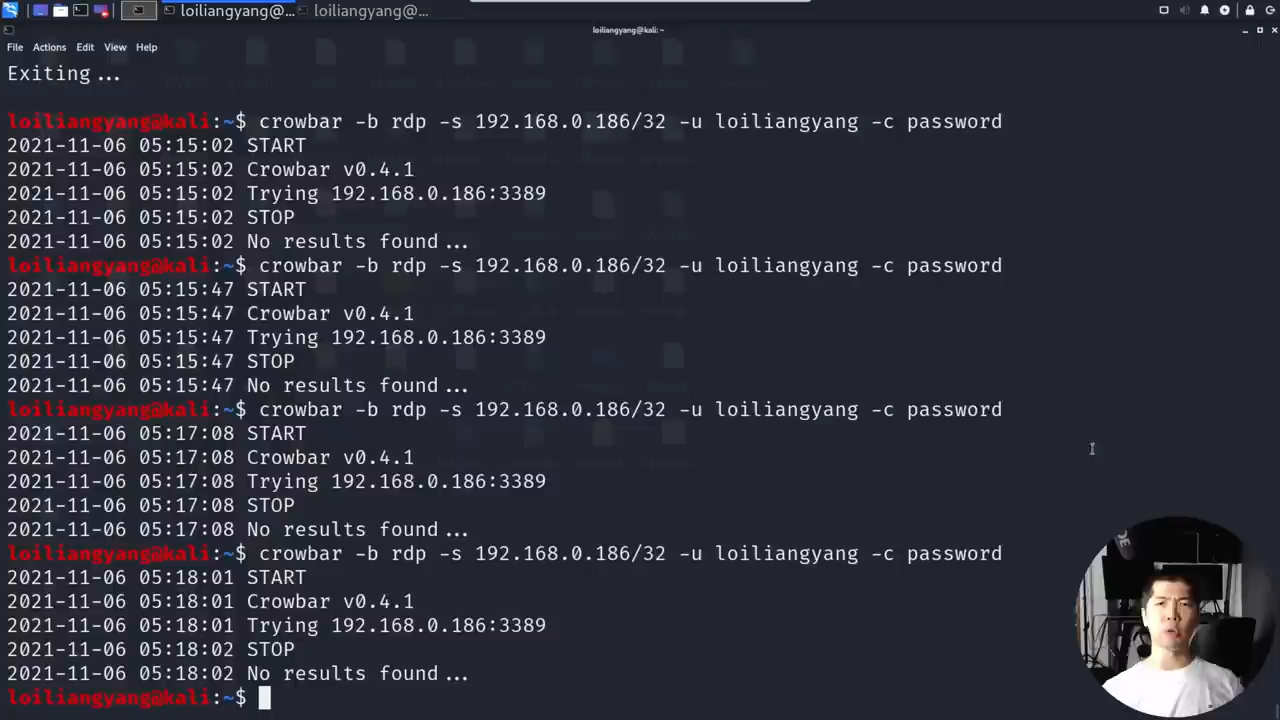 loiliangyang@...
loiliangyang@...
loiliangyang@kali: ~
File Actions Edit View Help
Exiting ...
loiliangyang@kali:~$ crowbar -b rdp -s 192.168.0.186/32 -u loiliangyang -c password
2021-11-06 05:15:02 START
2021-11-06 05:15:02 Crowbar v0.4.1
2021-11-06 05:15:02 Trying 192.168.0.186:3389
2021-11-06 05:15:02 STOP
2021-11-06 05:15:02 No results found ...
loiliangyang@kali:~$ crowbar -b rdp -s 192.168.0.186/32 -u loiliangyang -c password
2021-11-06 05:15:47 START
2021-11-06 05:15:47 Crowbar v0.4.1
2021-11-06 05:15:47 Trying 192.168.0.186:3389
2021-11-06 05:15:47 STOP
2021-11-06 05:15:47 No results found ...
loiliangyang@kali:~$ crowbar -b rdp -s 192.168.0.186/32 -u loiliangyang -c password
2021-11-06 05:17:08 START
2021-11-06 05:17:08 Crowbar v0.4.1
2021-11-06 05:17:08 Trying 192.168.0.186:3389
2021-11-06 05:17:08 STOP
2021-11-06 05:17:08 No results found ...
loiliangyang@kali:~$ crowbar -b rdp -s 192.168.0.186/32 -u loiliangyang -c password
2021-11-06 05:18:01 START
2021-11-06 05:18:01 Crowbar v0.4.1
2021-11-06 05:18:01 Trying 192.168.0.186:3389
2021-11-06 05:18:02 STOP
2021-11-06 05:18:02 No results found ...
loiliangyang@kali:~$